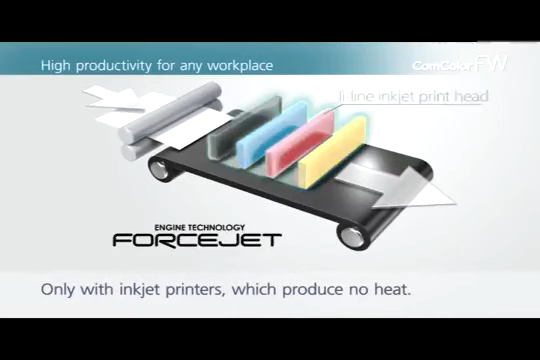 High productivity for any workplace
ComColor FW
line inkjet print head
ENGINE TECHNOLOGY
FORCEJET
Only with inkjet printers, which produce no heat.